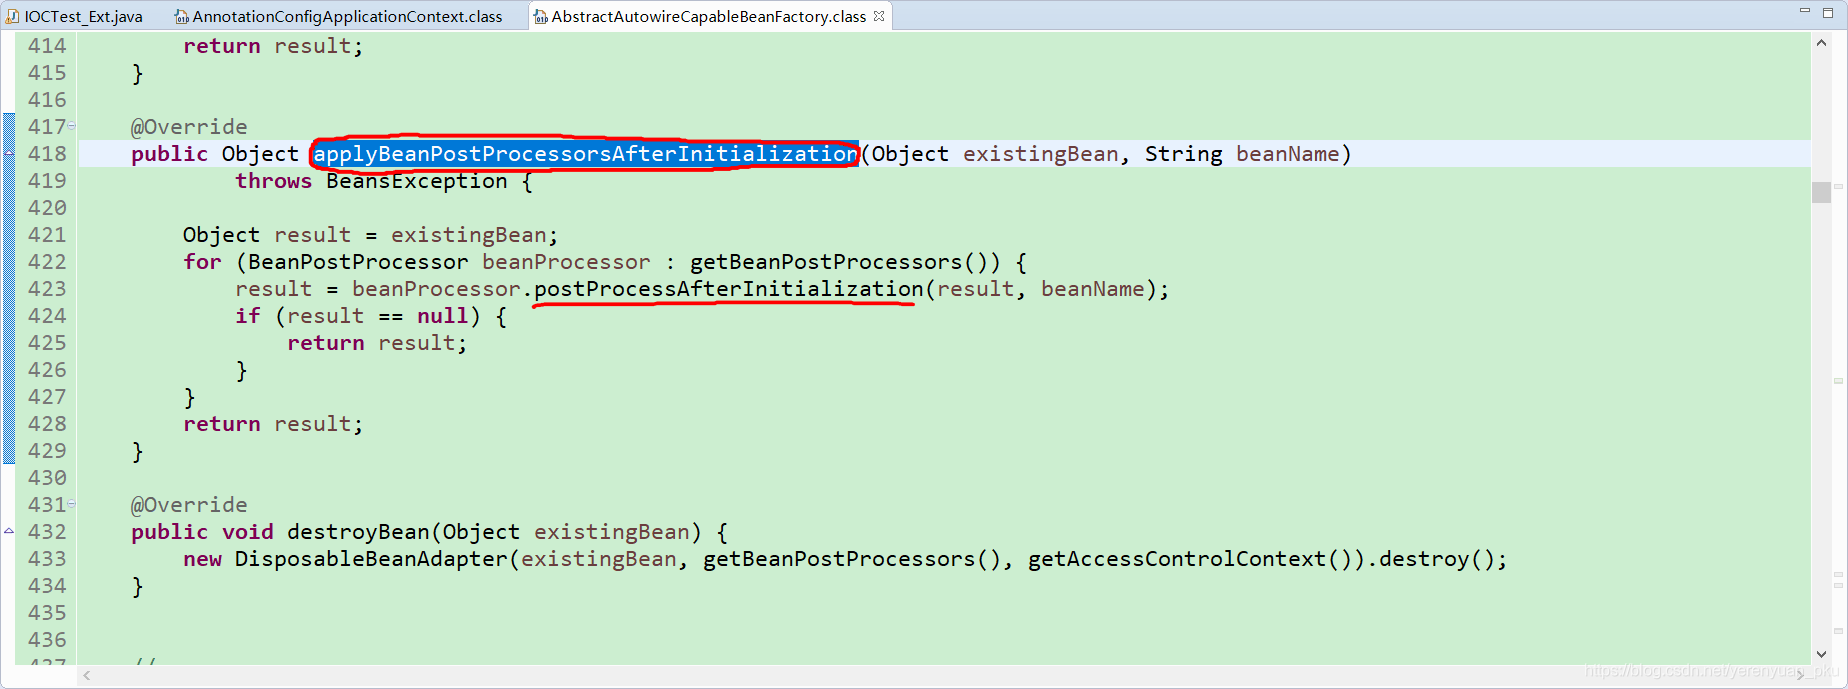 IOCTest_Ext.java AnnotationConfigApplicationContext.class AbstractAutowireCapableBeanFactory.class
414 return result;
415 }
416
417 @Override
418 public Object applyBeanPostProcessorsAfterInitialization(Object existingBean, String beanName)
419 throws BeansException {
420
421 Object result = existingBean;
422 for (BeanPostProcessor beanProcessor : getBeanPostProcessors()) {
423 result = beanProcessor.postProcessAfterInitialization(result, beanName);
424 if (result == null) {
425 return result;
426 }
427 }
428 return result;
429 }
430
431 @Override
432 public void destroyBean(Object existingBean) {
433 new DisposableBeanAdapter(existingBean, getBeanPostProcessors(), getAccessControlContext()).destroy();
434 }
435
436
437 //
https://blog.csdn.net/yerenyuan_pku